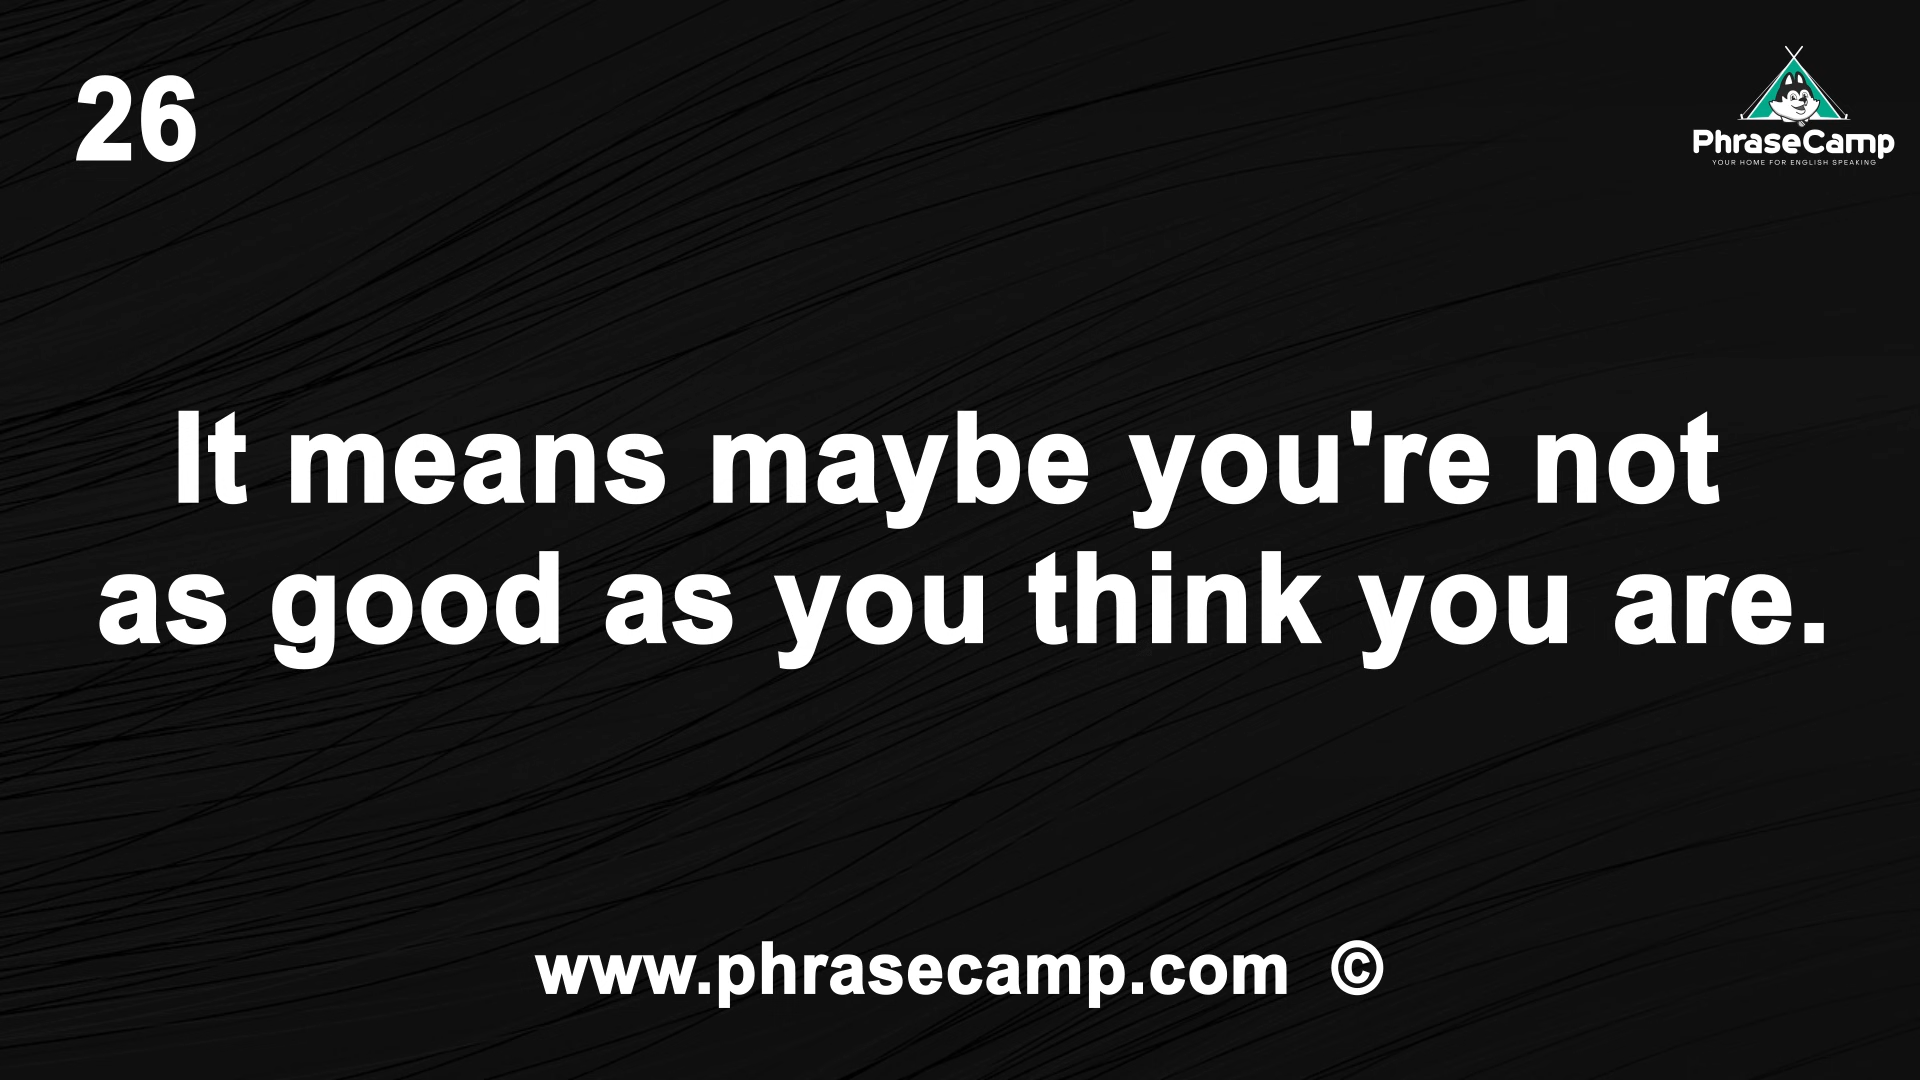 26
PhraseCamp
YOUR HOME FOR ENGLISH SPEAKING
It means maybe you're not
as good as you think you are.
www.phrasecamp.com ©